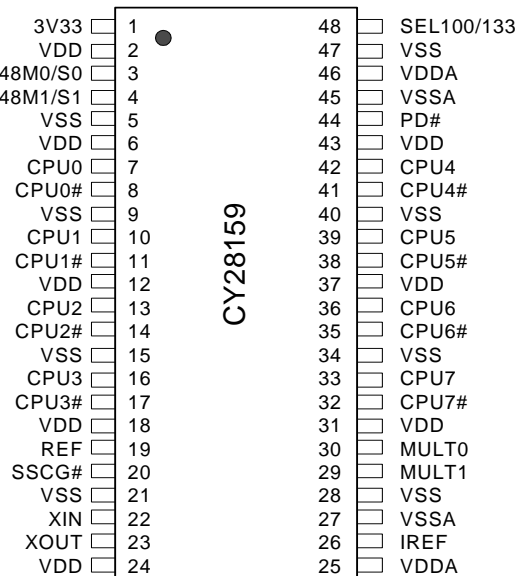 3V33 1 48 SEL100/133
VDD 2 47 VSS
48M0/S0 3 46 VDDA
48M1/S1 4 45 VSSA
VSS 5 44 PD#
VDD 6 43 VDD
CPU0 7 42 CPU4
CPU0# 8 41 CPU4#
VSS 9 40 VSS
CPU1 10 39 CPU5
CPU1# 11 38 CPU5#
VDD 12 37 VDD
CPU2 13 36 CPU6
CPU2# 14 35 CPU6#
VSS 15 34 VSS
CPU3 16 33 CPU7
CPU3# 17 32 CPU7#
VDD 18 31 VDD
REF 19 30 MULT0
SSCG# 20 29 MULT1
VSS 21 28 VSS
XIN 22 27 VSSA
XOUT 23 26 IREF
VDD 24 25 VDDA
CY28159